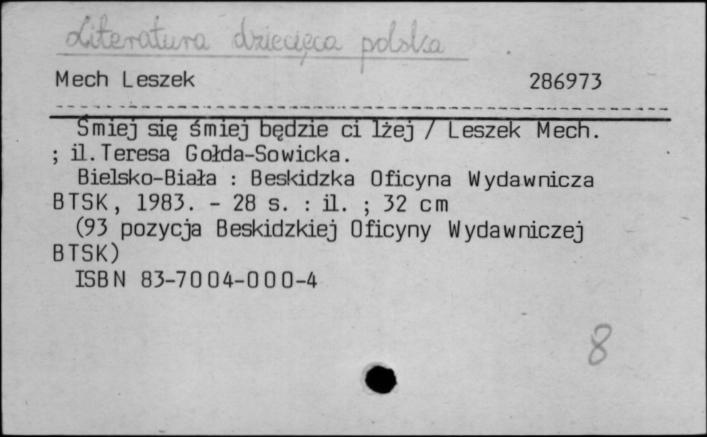 Literatura dziecięca polska
Mech Leszek 286973
Śmiej się śmiej będzie ci lżej / Leszek Mech.
; il.Teresa Gołda-Sowicka.
Bielsko-Biała : Beskidzka Oficyna Wydawnicza
BTSK, 1983. - 28 s. : il. ; 32 cm
(93 pozycja Beskidzkiej Oficyny Wydawniczej
BTSK)
ISBN 83-7004-000-4
8